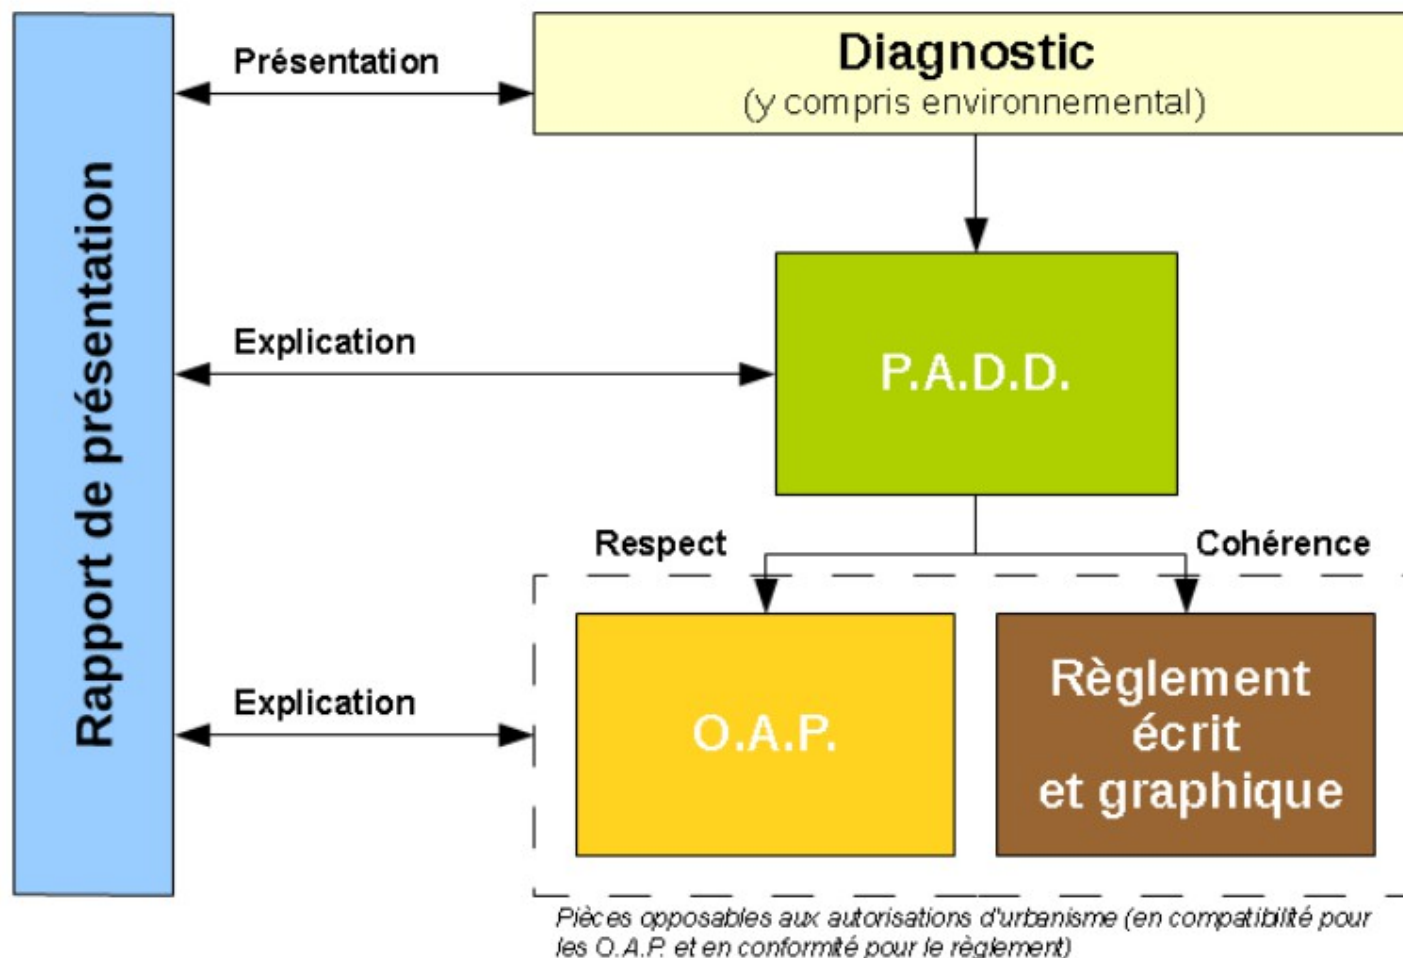 Présentation
Diagnostic
(y compris environnemental)
Rapport de présentation
Explication
P.A.D.D.
Respect
Cohérence
Explication
O.A.P.
Règlement
écrit
et graphique
Pièces opposables aux autorisations d'urbanisme (en compatibilité pour
les O.A.P. et en conformité pour le règlement)